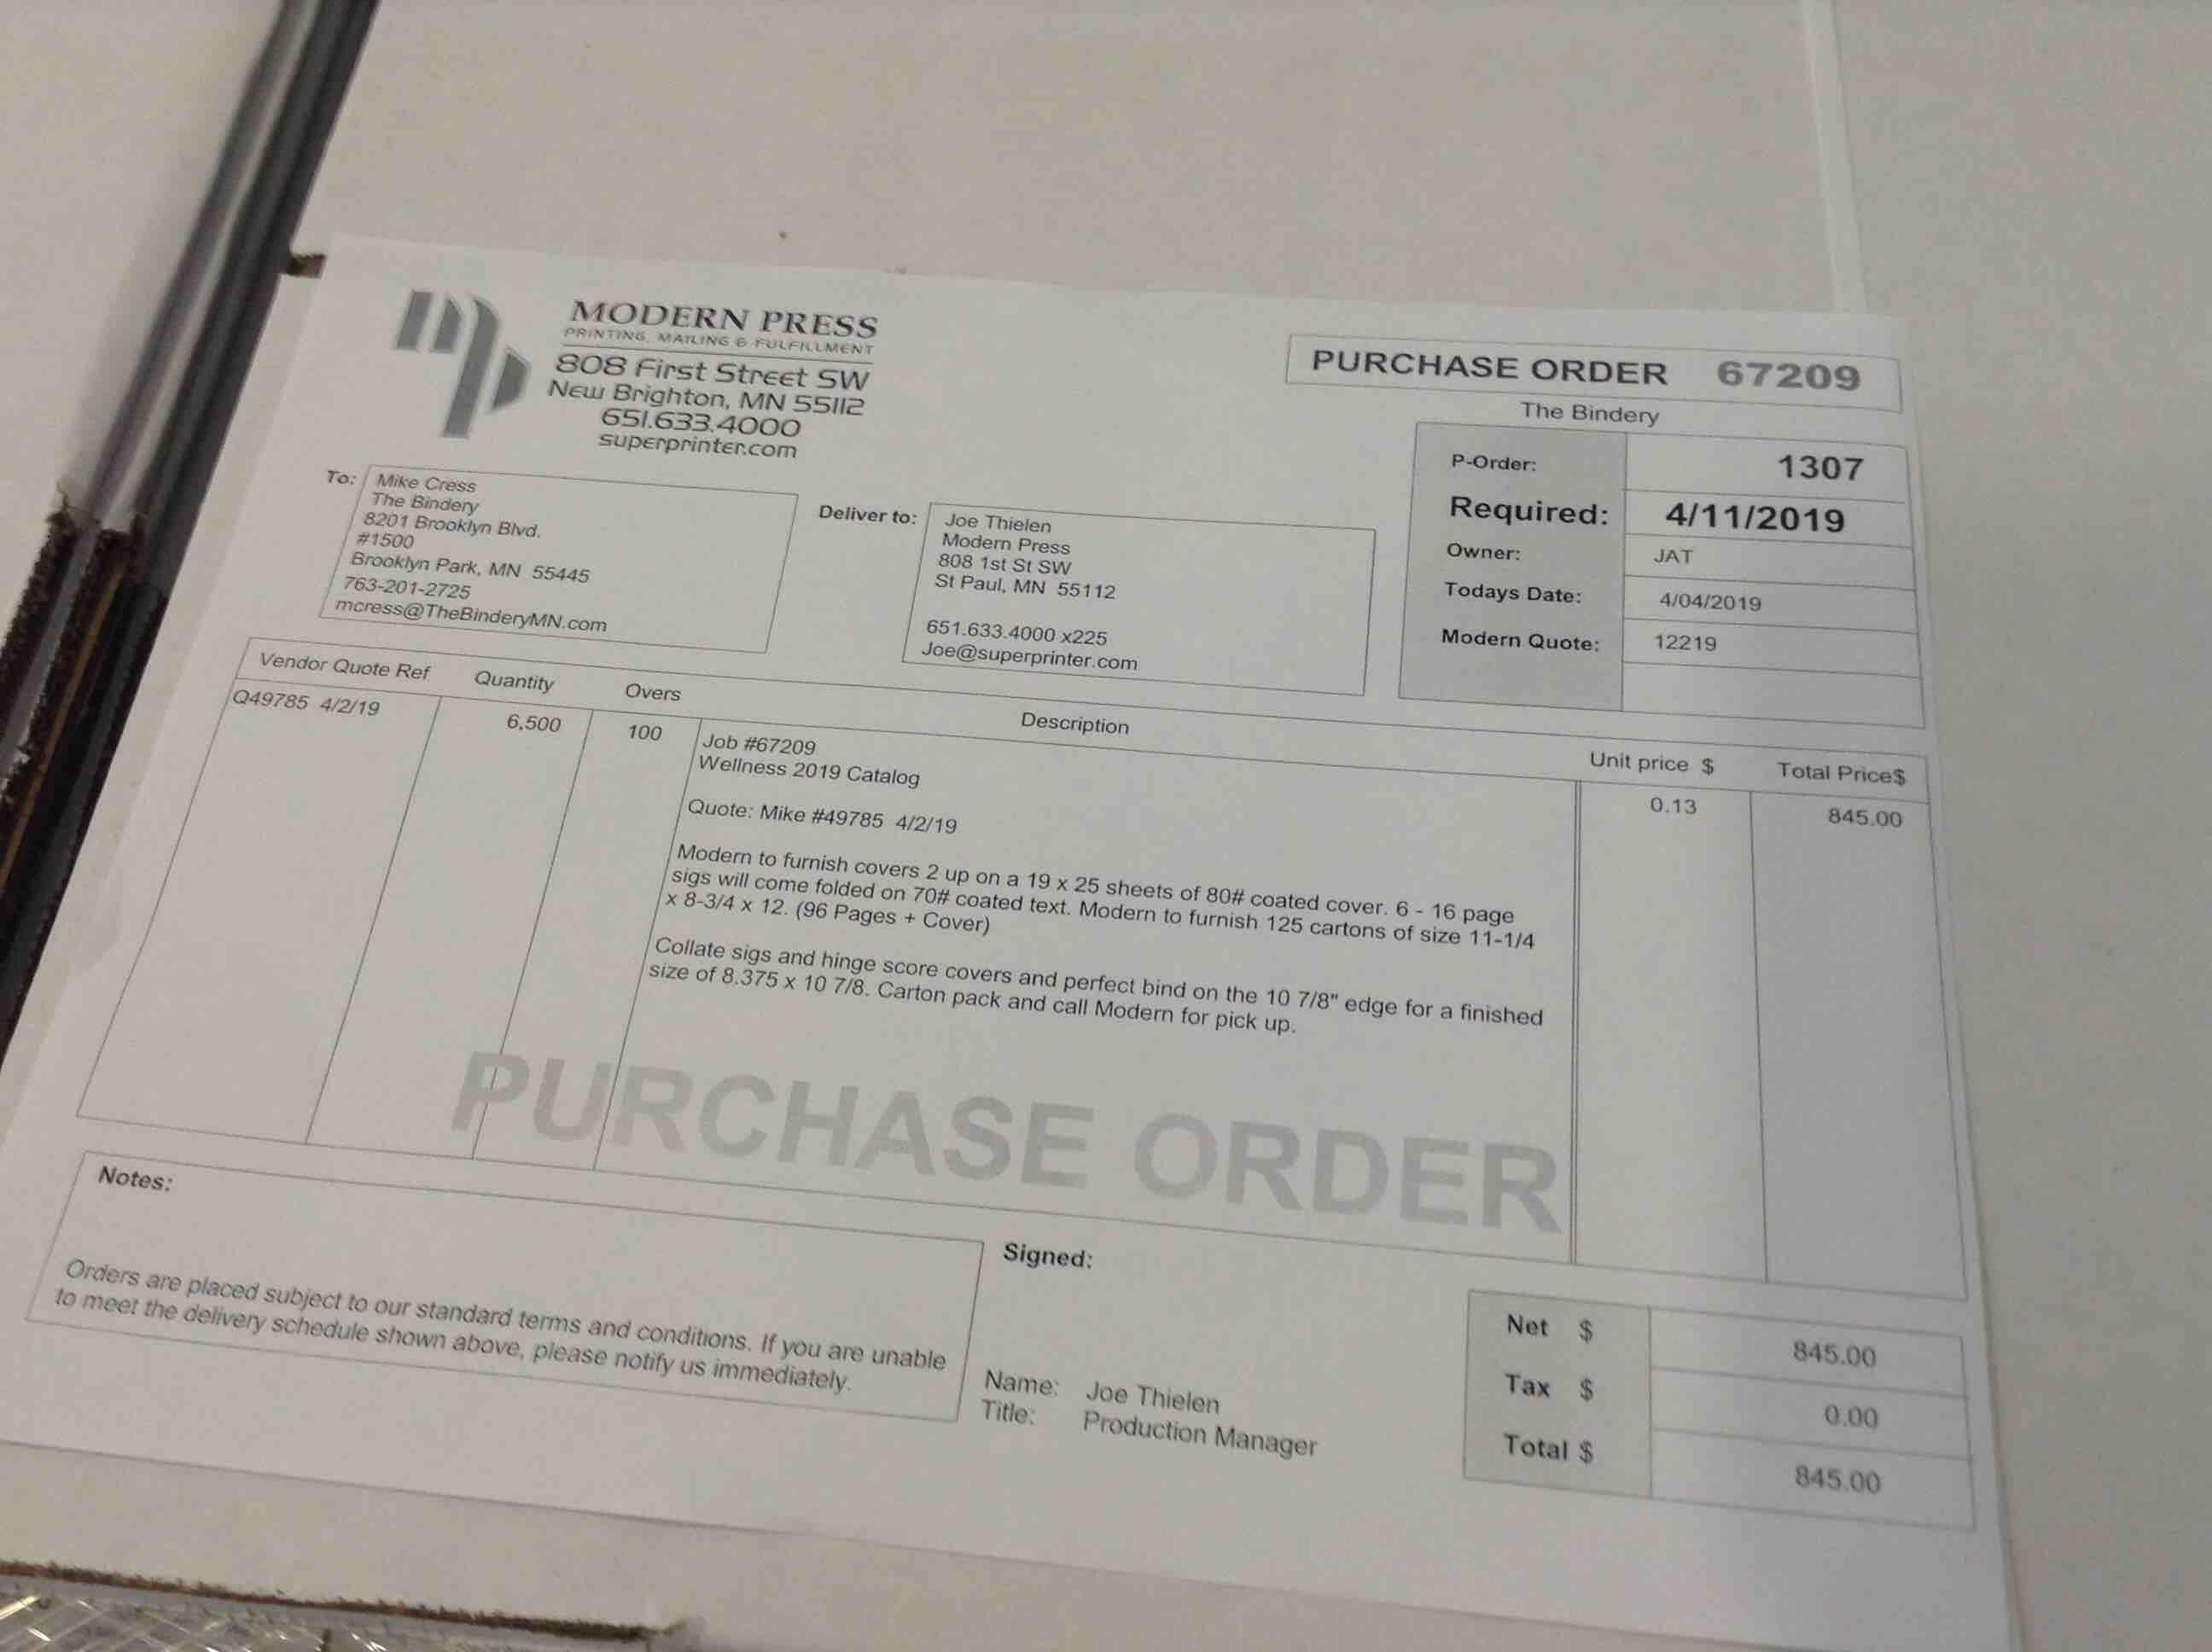 MODERN PRESS
PRINTING, MAILING & FULFILLMENT
808 First Street SW
New Brighton, MN 55112
651.633.4000
superprinter.com
PURCHASE ORDER 67209
The Bindery
P-Order: 1307
Required: 4/11/2019
Owner: JAT
Todays Date: 4/04/2019
Modern Quote: 12219
To: Mike Cress
The Bindery
8201 Brooklyn Blvd.
#1500
Brooklyn Park, MN 55445
763-201-2725
mcress@TheBinderyMN.com
Deliver to: Joe Thielen
Modern Press
808 1st St SW
St Paul, MN 55112
651.633.4000 x225
Joe@superprinter.com
Vendor Quote Ref Quantity Overs Description Unit price $ Total Price$
Q49785 4/2/19 6,500 100 Job #67209 0.13 845.00
Wellness 2019 Catalog
Quote: Mike #49785 4/2/19
Modern to furnish covers 2 up on a 19 x 25 sheets of 80# coated cover. 6 - 16 page
sigs will come folded on 70# coated text. Modern to furnish 125 cartons of size 11-1/4
x 8-3/4 x 12. (96 Pages + Cover)
Collate sigs and hinge score covers and perfect bind on the 10 7/8" edge for a finished
size of 8.375 x 10 7/8. Carton pack and call Modern for pick up.
PURCHASE ORDER
Notes:
Orders are placed subject to our standard terms and conditions. If you are unable
to meet the delivery schedule shown above, please notify us immediately.
Signed:
Name: Joe Thielen
Title: Production Manager
Net $ 845.00
Tax $ 0.00
Total $ 845.00